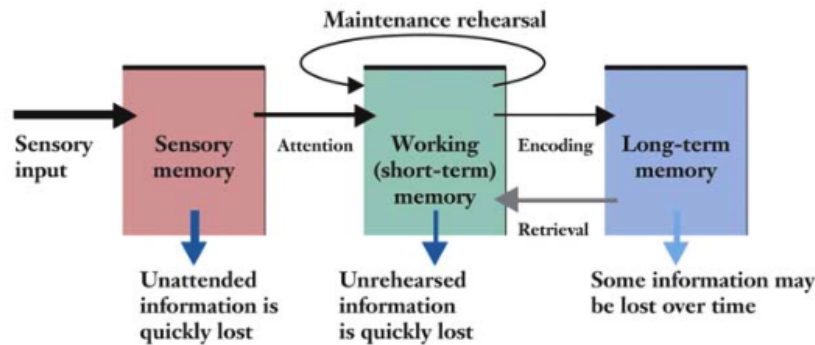 Maintenance rehearsal
Sensory
input
Sensory
memory
Attention
Working
(short-term)
memory
Encoding
Retrieval
Long-term
memory
Unattended
information is
quickly lost
Unrehearsed
information
is quickly lost
Some information may
be lost over time